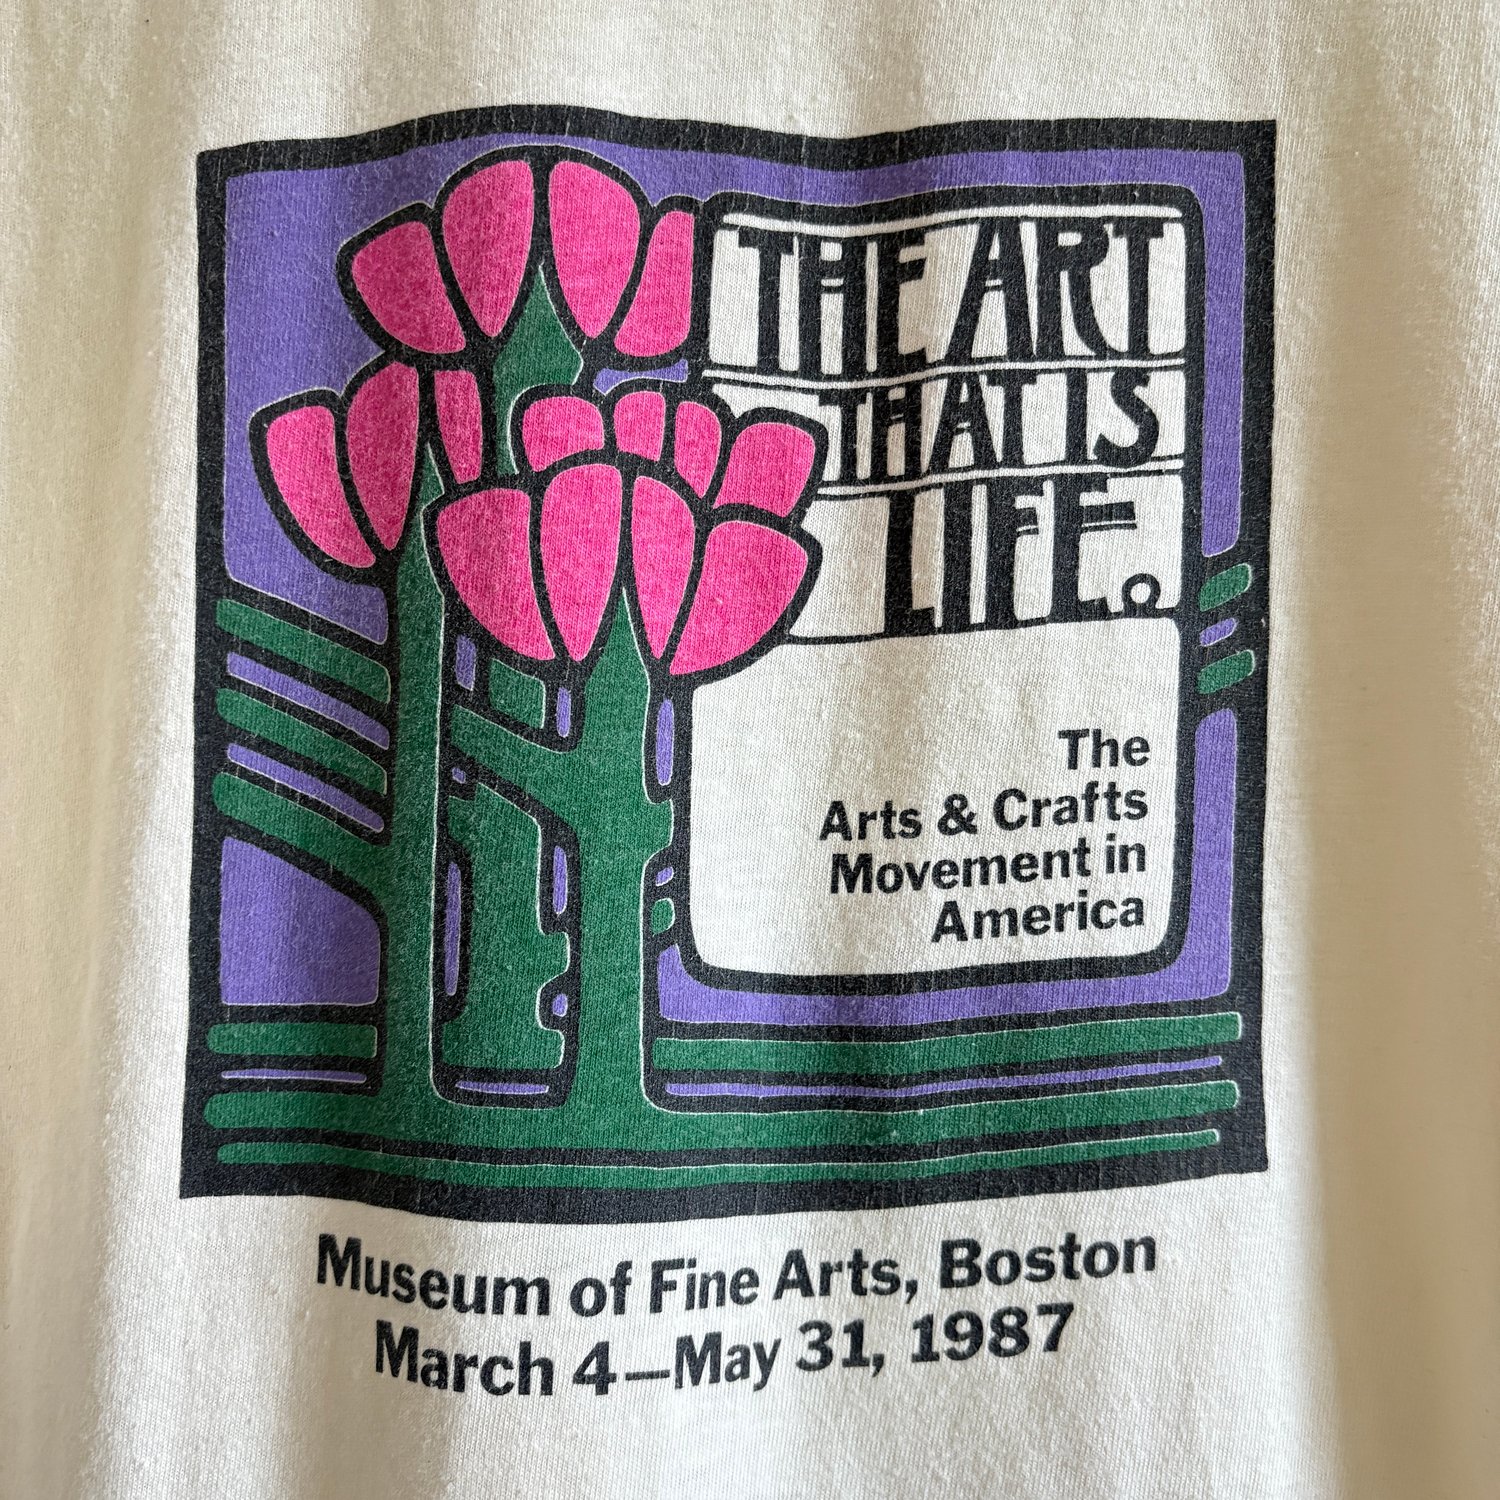 THE ART
THAT IS
LIFE.
The
Arts & Crafts
Movement in
America
Museum of Fine Arts, Boston
March 4—May 31, 1987